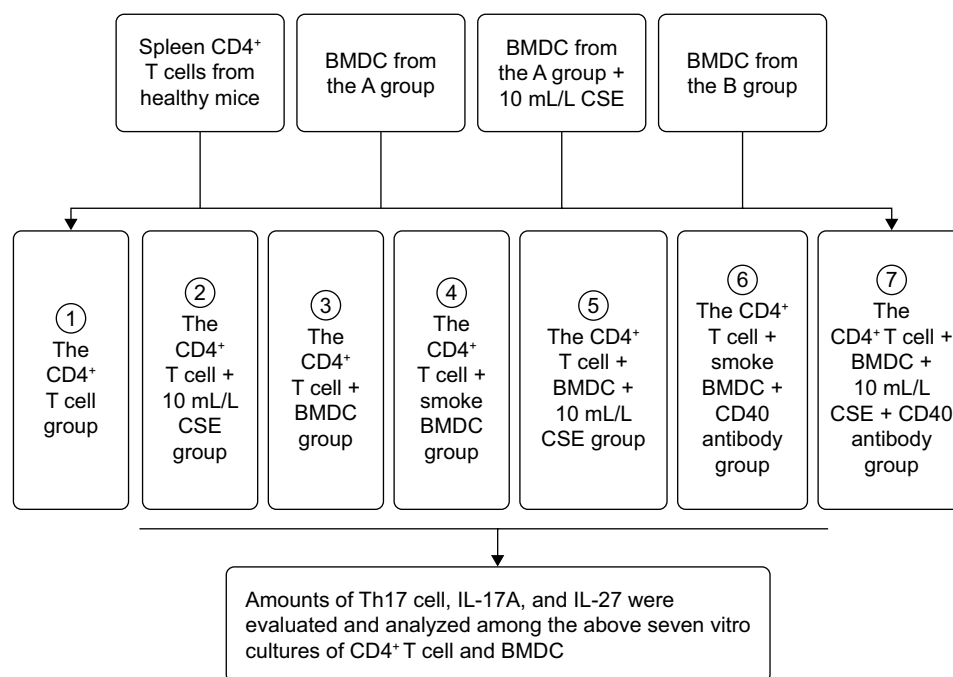 Spleen CD4⁺
T cells from
healthy mice
BMDC from
the A group
BMDC from
the A group +
10 mL/L CSE
BMDC from
the B group
1
The
CD4⁺
T cell
group
2
The
CD4⁺
T cell +
10 mL/L
CSE
group
3
The
CD4⁺
T cell +
BMDC
group
4
The
CD4⁺
T cell +
smoke
BMDC
group
5
The CD4⁺
T cell +
BMDC +
10 mL/L
CSE group
6
The CD4⁺
T cell +
smoke
BMDC +
CD40
antibody
group
7
The
CD4⁺ T cell +
BMDC +
10 mL/L
CSE + CD40
antibody
group
Amounts of Th17 cell, IL-17A, and IL-27 were
evaluated and analyzed among the above seven vitro
cultures of CD4⁺ T cell and BMDC